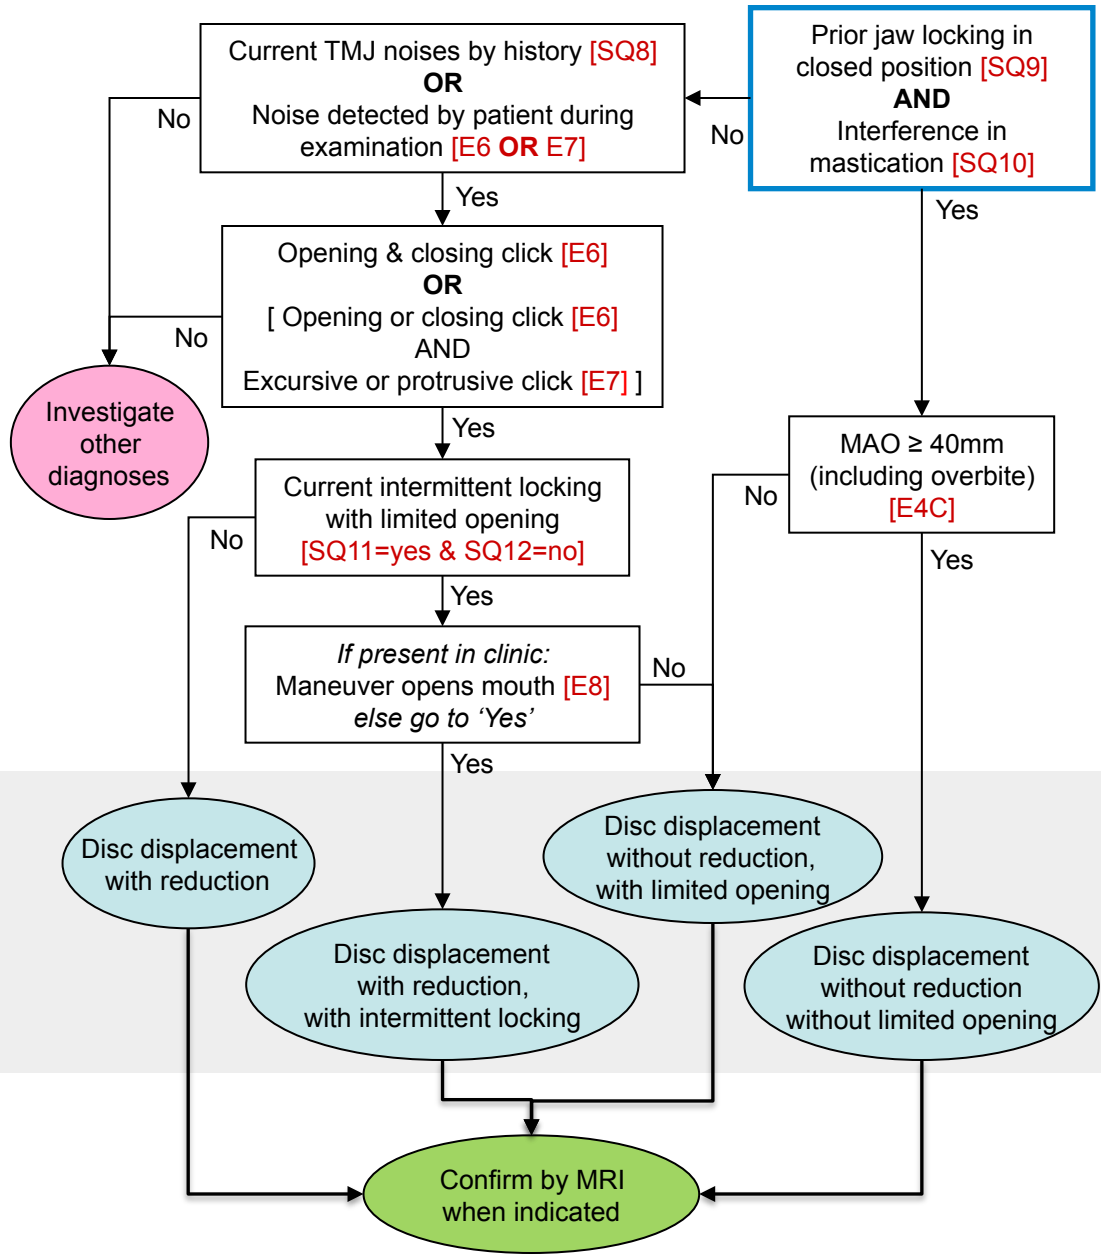 Prior jaw locking in
closed position [SQ9]
AND
Interference in
mastication [SQ10]
No
Yes
Current TMJ noises by history [SQ8]
OR
Noise detected by patient during
examination [E6 OR E7]
No
Yes
Opening & closing click [E6]
OR
[ Opening or closing click [E6]
AND
Excursive or protrusive click [E7] ]
No
Yes
Investigate
other
diagnoses
MAO ≥ 40mm
(including overbite)
[E4C]
No
Yes
Current intermittent locking
with limited opening
[SQ11=yes & SQ12=no]
No
Yes
If present in clinic:
Maneuver opens mouth [E8]
else go to ‘Yes’
No
Yes
Disc displacement
with reduction
Disc displacement
with reduction,
with intermittent locking
Disc displacement
without reduction,
with limited opening
Disc displacement
without reduction
without limited opening
Confirm by MRI
when indicated